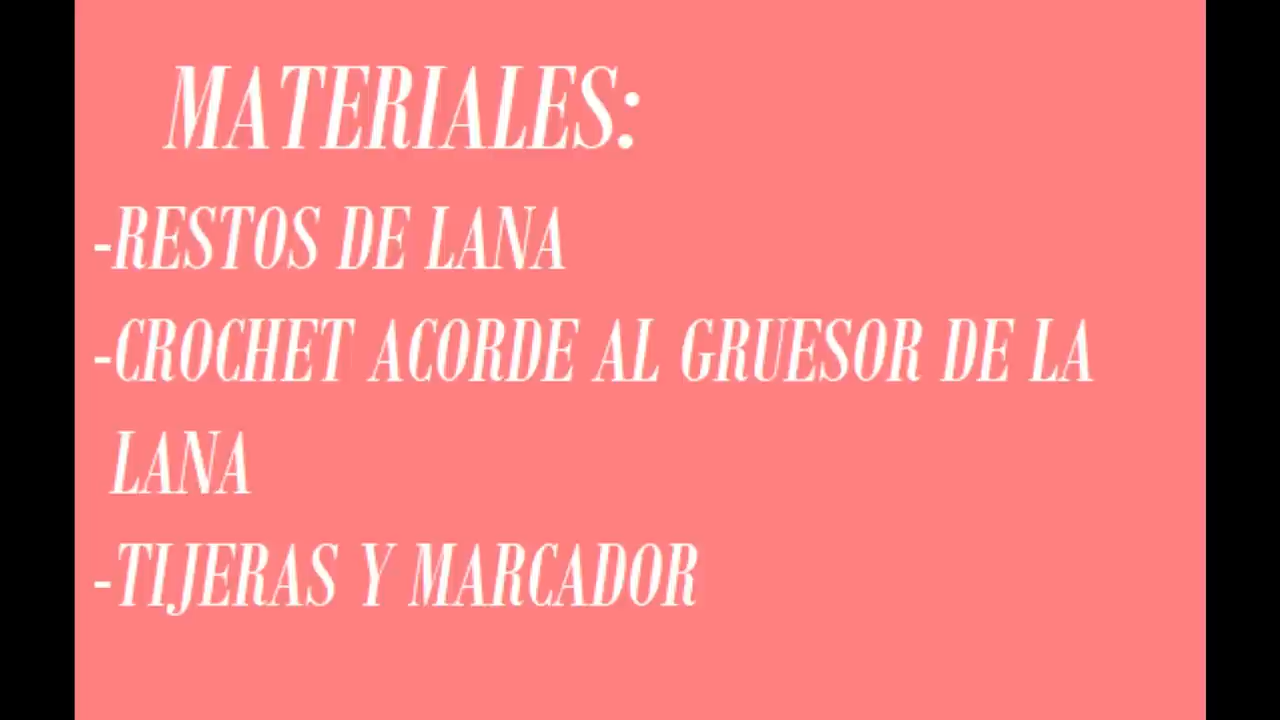 MATERIALES:
-RESTOS DE LANA
-CROCHET ACORDE AL GRUESOR DE LA
LANA
-TIJERAS Y MARCADOR